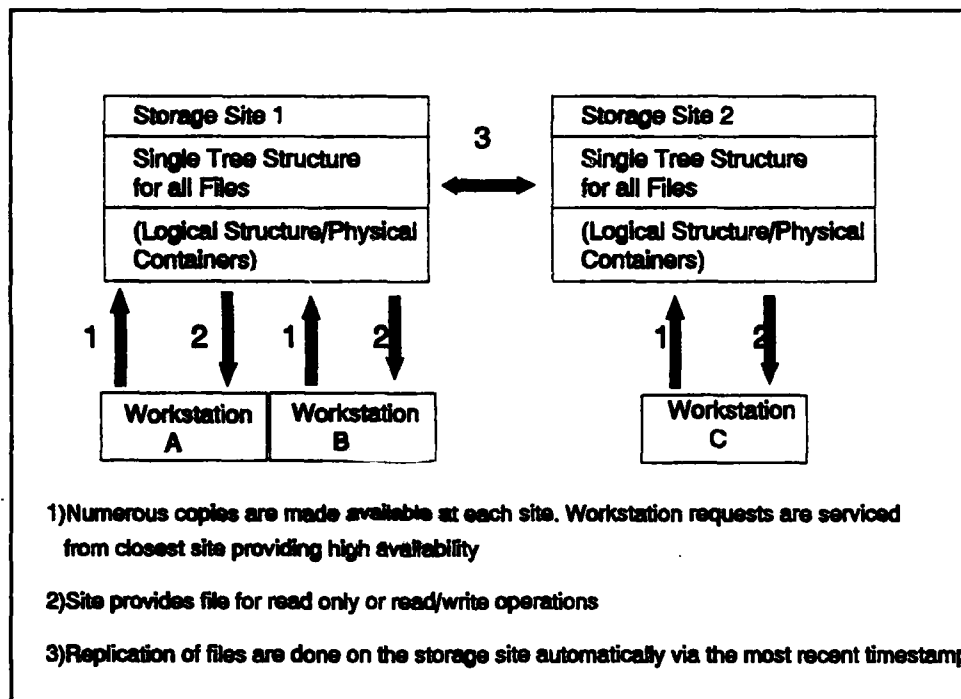 Storage Site 1
Single Tree Structure
for all Files
(Logical Structure/Physical
Containers)
3
Storage Site 2
Single Tree Structure
for all Files
(Logical Structure/Physical
Containers)
1
2
1
2
1
2
Workstation
A
Workstation
B
Workstation
C
1)Numerous copies are made available at each site. Workstation requests are serviced
from closest site providing high availability
2)Site provides file for read only or read/write operations
3)Replication of files are done on the storage site automatically via the most recent timestamp